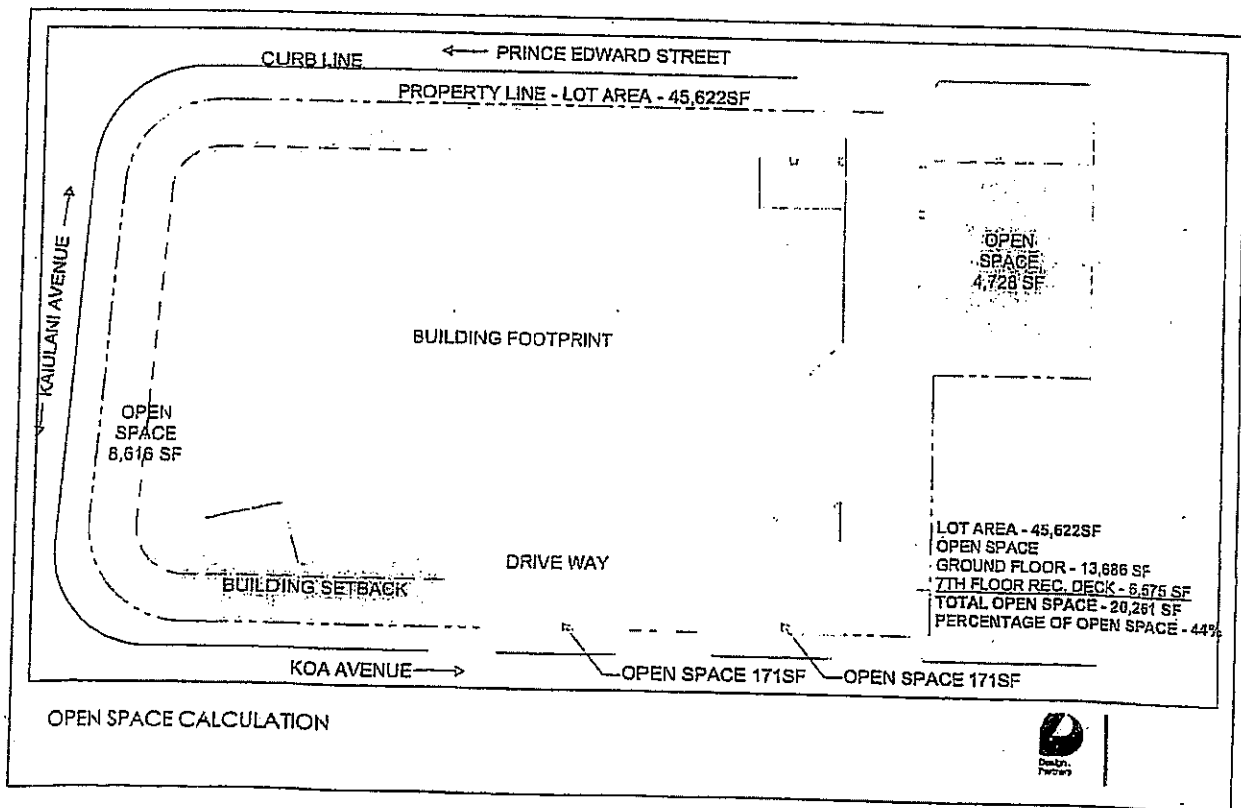 ← PRINCE EDWARD STREET
CURB LINE
PROPERTY LINE - LOT AREA - 45,622SF
← KAIULANI AVENUE →
OPEN
SPACE
4,728 SF
BUILDING FOOTPRINT
OPEN
SPACE
8,616 SF
DRIVE WAY
BUILDING SETBACK
LOT AREA - 45,622SF
OPEN SPACE
GROUND FLOOR - 13,686 SF
7TH FLOOR REC. DECK - 6,575 SF
TOTAL OPEN SPACE - 20,261 SF
PERCENTAGE OF OPEN SPACE - 44%
KOA AVENUE →
OPEN SPACE 171SF
OPEN SPACE 171SF
OPEN SPACE CALCULATION
Design
Partners